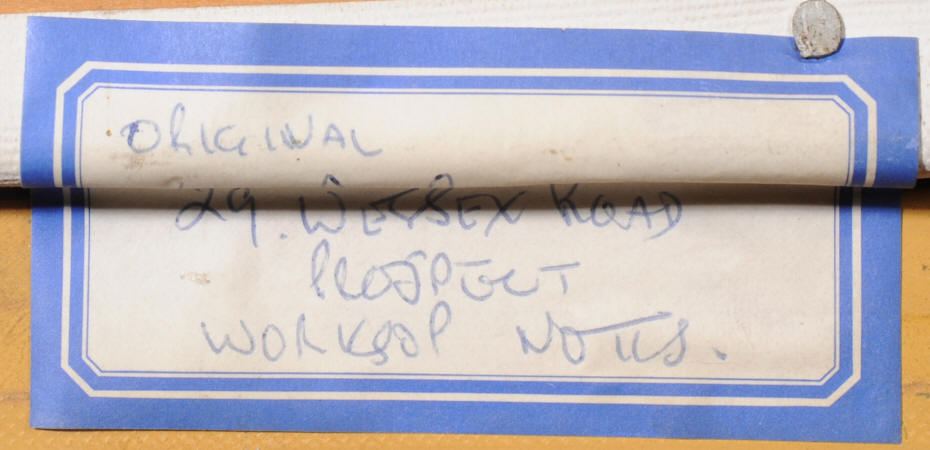 ORIGINAL
29. WESSEX ROAD
PROSPECT
WORKSOP NOTTS.